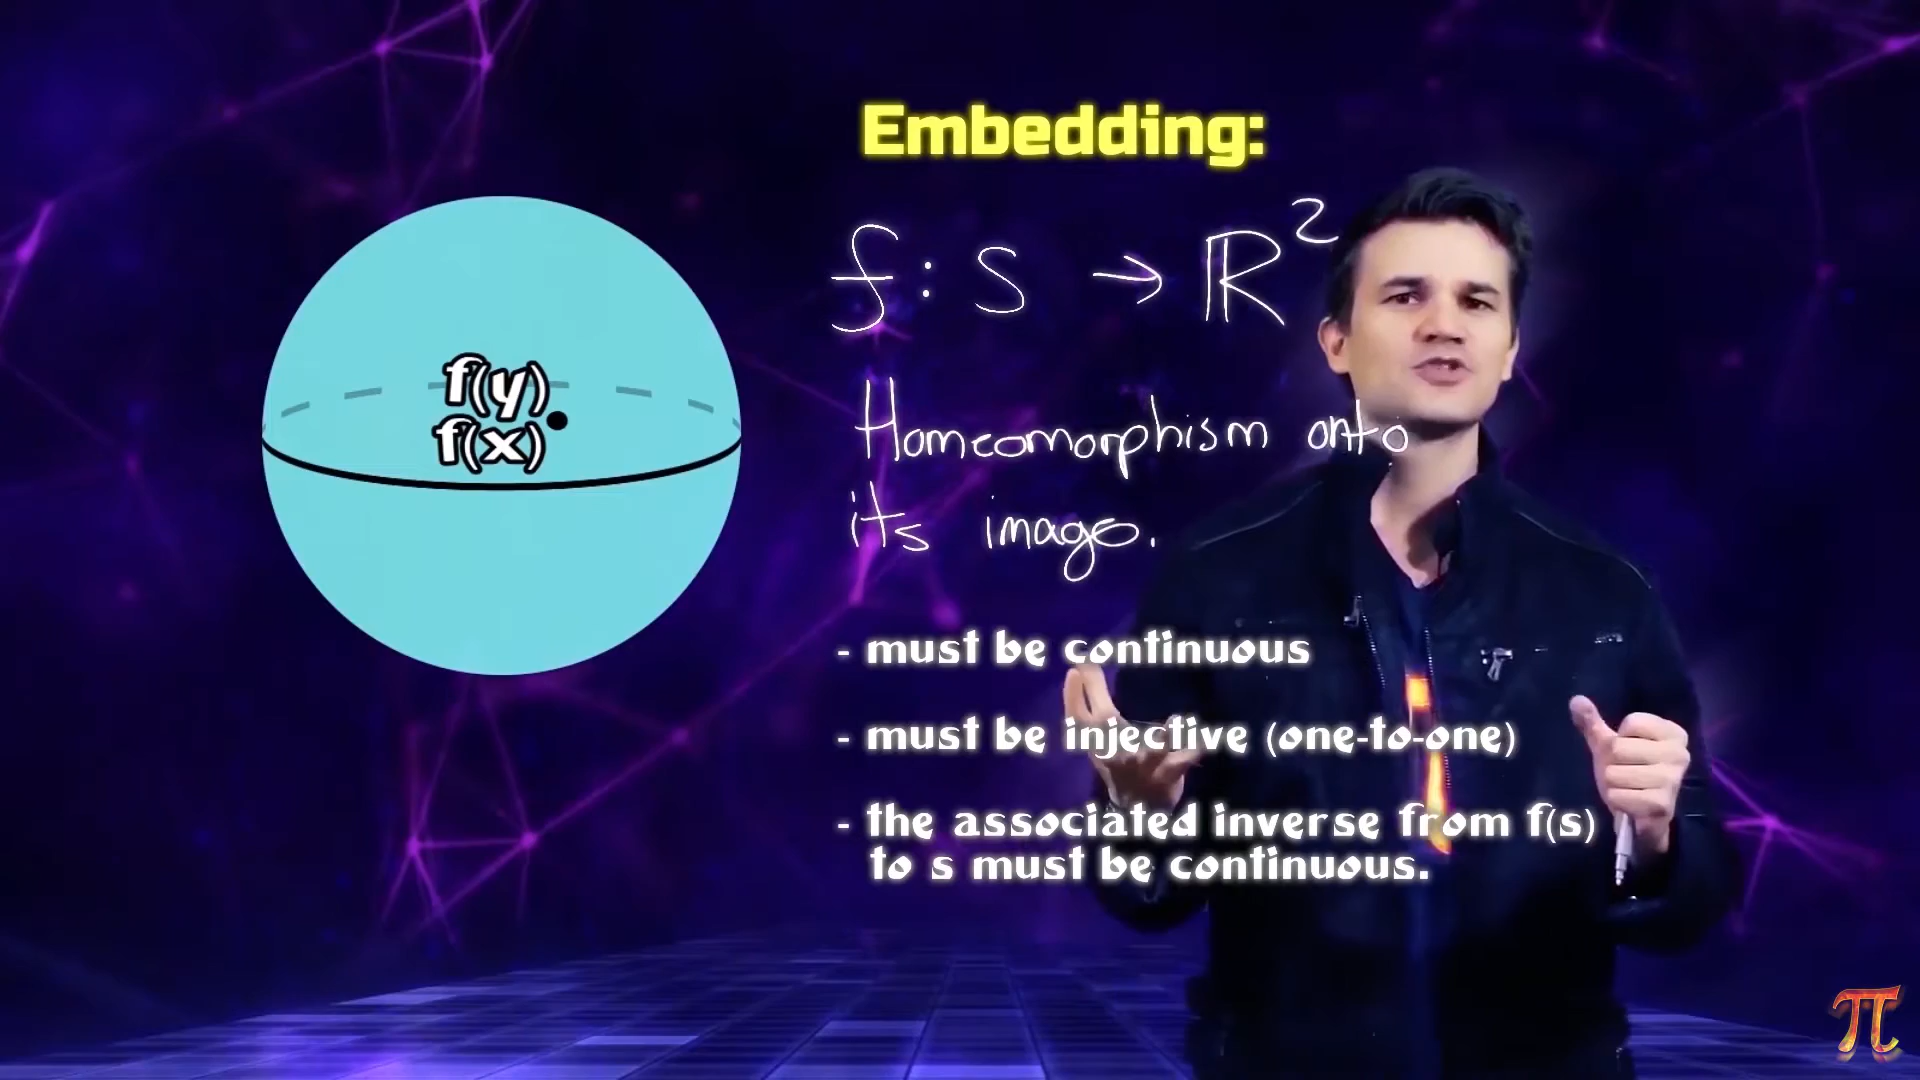 Embedding:
f : S → ℝ²
f(y)
f(x)
Homeomorphism onto
its image.
- must be continuous
- must be injective (one-to-one)
- the associated inverse from f(s)
to s must be continuous.
π